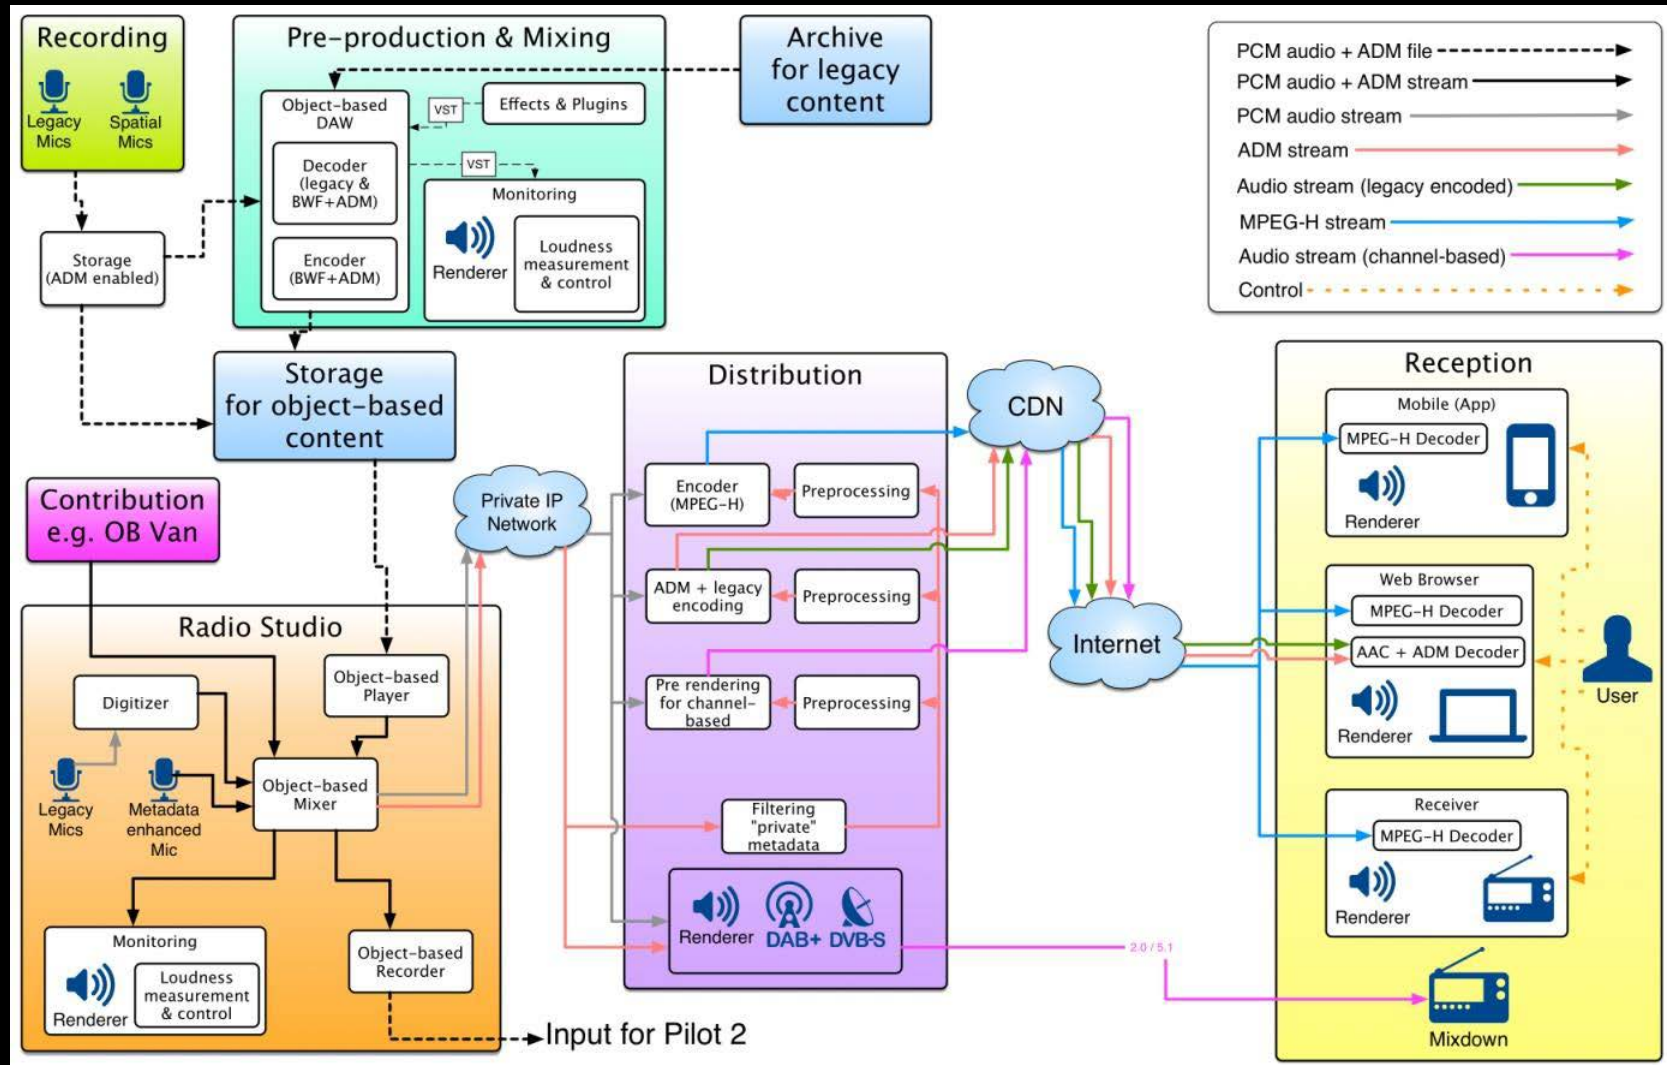 Recording
Legacy
Mics
Spatial
Mics
Storage
(ADM enabled)
Pre-production & Mixing
Object-based
DAW
VST
Effects & Plugins
Decoder
(legacy &
BWF+ADM)
VST
Monitoring
Renderer
Loudness
measurement
& control
Encoder
(BWF+ADM)
Archive
for legacy
content
PCM audio + ADM file
PCM audio + ADM stream
PCM audio stream
ADM stream
Audio stream (legacy encoded)
MPEG-H stream
Audio stream (channel-based)
Control
Storage
for object-based
content
Contribution
e.g. OB Van
Radio Studio
Object-based
Player
Digitizer
Legacy
Mics
Metadata
enhanced
Mic
Object-based
Mixer
Monitoring
Renderer
Loudness
measurement
& control
Object-based
Recorder
Input for Pilot 2
Private IP
Network
Distribution
Encoder
(MPEG-H)
Preprocessing
ADM + legacy
encoding
Preprocessing
Pre rendering
for channel-
based
Preprocessing
Filtering
"private"
metadata
Renderer
DAB+
DVB-S
2.0 / 5.1
CDN
Internet
Reception
Mobile (App)
MPEG-H Decoder
Renderer
Web Browser
MPEG-H Decoder
AAC + ADM Decoder
Renderer
User
Receiver
MPEG-H Decoder
Renderer
Mixdown